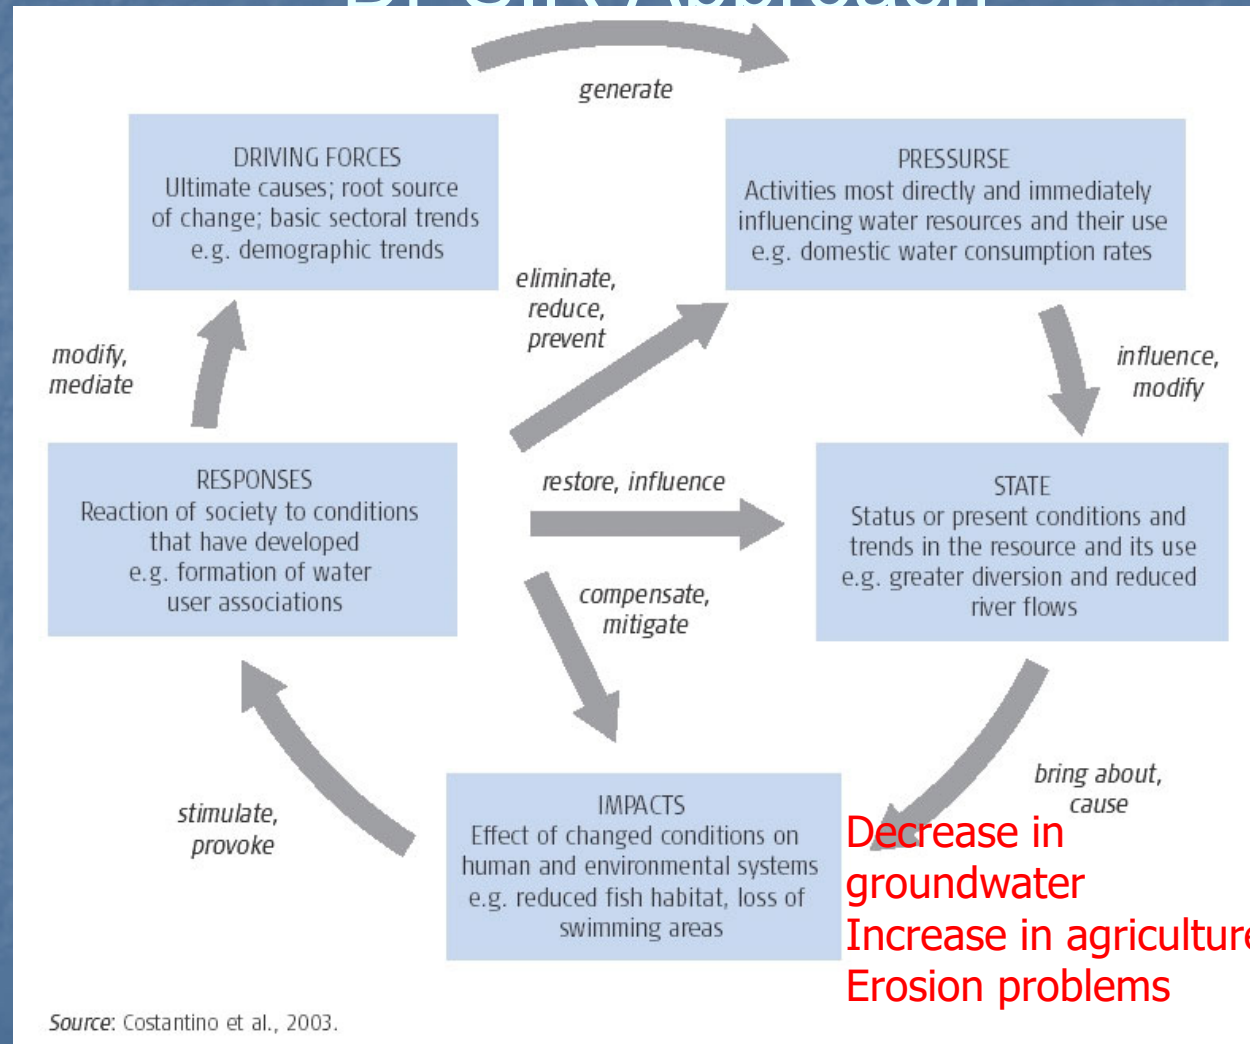 DPSIR Approach
generate
DRIVING FORCES
Ultimate causes; root source
of change; basic sectoral trends
e.g. demographic trends
PRESSURSE
Activities most directly and immediately
influencing water resources and their use
e.g. domestic water consumption rates
eliminate,
reduce,
prevent
modify,
mediate
influence,
modify
RESPONSES
Reaction of society to conditions
that have developed
e.g. formation of water
user associations
restore, influence
STATE
Status or present conditions and
trends in the resource and its use
e.g. greater diversion and reduced
river flows
compensate,
mitigate
bring about,
cause
stimulate,
provoke
IMPACTS
Effect of changed conditions on
human and environmental systems
e.g. reduced fish habitat, loss of
swimming areas
Decrease in
groundwater
Increase in agriculture
Erosion problems
Source: Costantino et al., 2003.